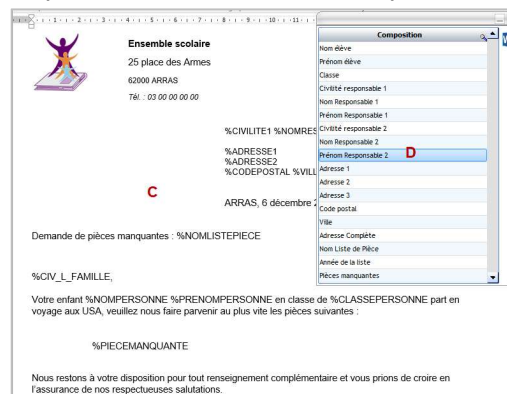 Ensemble scolaire
25 place des Armes
62000 ARRAS
Tél. : 03 00 00 00 00
%CIVILITE1 %NOMRES
%ADRESSE1
%ADRESSE2
%CODEPOSTAL %VILL
C
ARRAS, 6 décembre 2
Demande de pièces manquantes : %NOMLISTEPIECE
%CIV_L_FAMILLE,
Votre enfant %NOMPERSONNE %PRENOMPERSONNE en classe de %CLASSEPERSONNE part en
voyage aux USA, veuillez nous faire parvenir au plus vite les pièces suivantes :
%PIECEMANQUANTE
Nous restons à votre disposition pour tout renseignement complémentaire et vous prions de croire en
l'assurance de nos respectueuses salutations.
Composition
Nom élève
Prénom élève
Classe
Civilité responsable 1
Nom Responsable 1
Prénom Responsable 1
Civilité responsable 2
Nom Responsable 2
Prénom Responsable 2 D
Adresse 1
Adresse 2
Adresse 3
Code postal
Ville
Adresse Complète
Nom Liste de Pièce
Année de la liste
Pièces manquantes